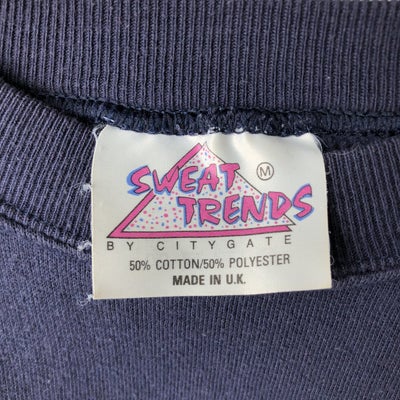 SWEAT
M
TRENDS
BY CITYGATE
50% COTTON/50% POLYESTER
MADE IN U.K.